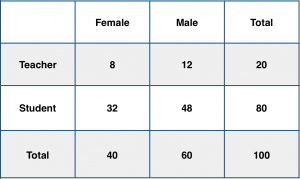 Female Male Total
Teacher 8 12 20
Student 32 48 80
Total 40 60 100